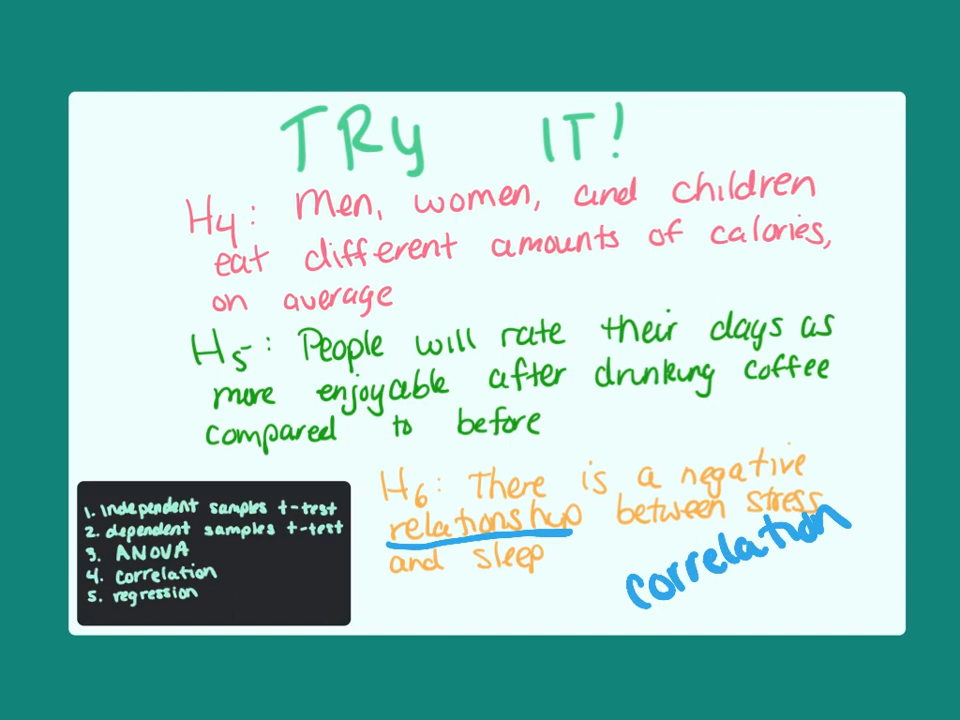 TRY IT!
H4: Men, women, and children
eat different amounts of calories,
on average
H5: People will rate their days as
more enjoyable after drinking coffee
compared to before
H6: There is a negative
relationship between stress
and sleep
correlation
1. independent samples t-test
2. dependent samples t-test
3. ANOVA
4. correlation
5. regression